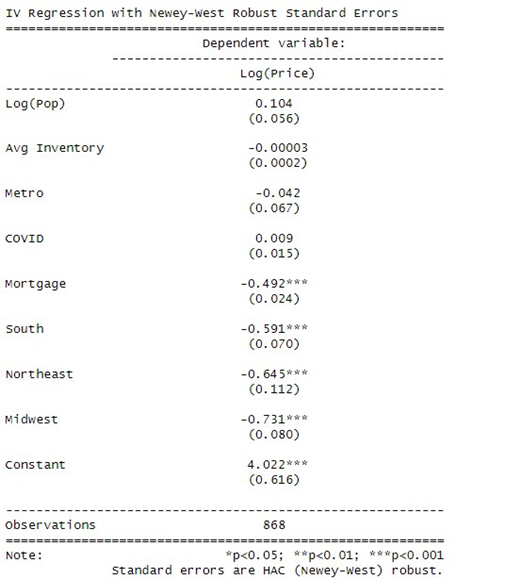 IV Regression with Newey-West Robust Standard Errors
=======================================================
Dependent variable:
------------------------------------------
Log(Price)
-------------------------------------------------------
Log(Pop) 0.104
(0.056)
Avg Inventory -0.00003
(0.0002)
Metro -0.042
(0.067)
COVID 0.009
(0.015)
Mortgage -0.492***
(0.024)
South -0.591***
(0.070)
Northeast -0.645***
(0.112)
Midwest -0.731***
(0.080)
Constant 4.022***
(0.616)
-------------------------------------------------------
Observations 868
=======================================================
Note: *p<0.05; **p<0.01; ***p<0.001
Standard errors are HAC (Newey-West) robust.